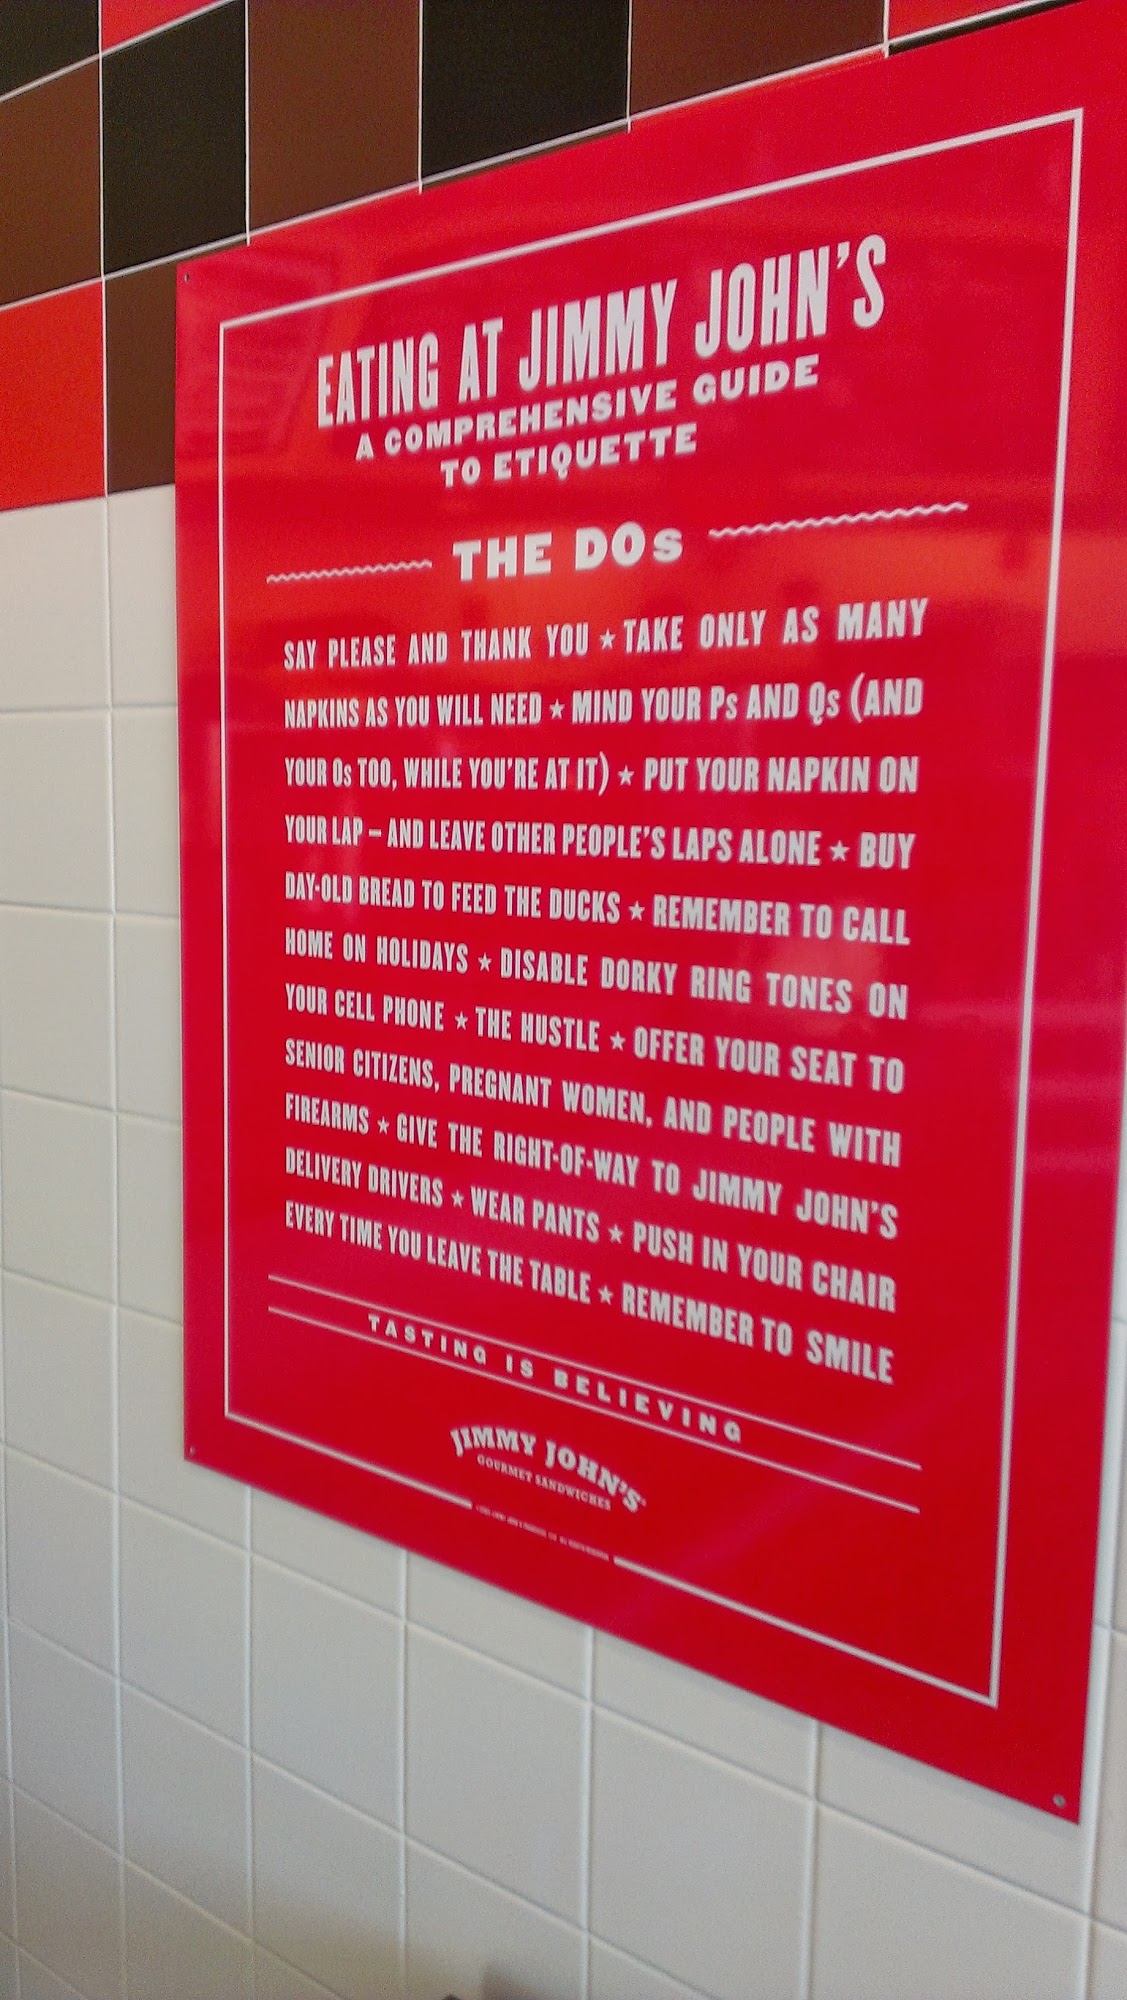 EATING AT JIMMY JOHN'S
A COMPREHENSIVE GUIDE
TO ETIQUETTE
THE DOs
SAY PLEASE AND THANK YOU ★ TAKE ONLY AS MANY
NAPKINS AS YOU WILL NEED ★ MIND YOUR Ps AND Qs (AND
YOUR Os TOO, WHILE YOU'RE AT IT) ★ PUT YOUR NAPKIN ON
YOUR LAP – AND LEAVE OTHER PEOPLE'S LAPS ALONE ★ BUY
DAY-OLD BREAD TO FEED THE DUCKS ★ REMEMBER TO CALL
HOME ON HOLIDAYS ★ DISABLE DORKY RING TONES ON
YOUR CELL PHONE ★ THE HUSTLE ★ OFFER YOUR SEAT TO
SENIOR CITIZENS, PREGNANT WOMEN, AND PEOPLE WITH
FIREARMS ★ GIVE THE RIGHT-OF-WAY TO JIMMY JOHN'S
DELIVERY DRIVERS ★ WEAR PANTS ★ PUSH IN YOUR CHAIR
EVERY TIME YOU LEAVE THE TABLE ★ REMEMBER TO SMILE
TASTING IS BELIEVING
JIMMY JOHN'S
GOURMET SANDWICHES